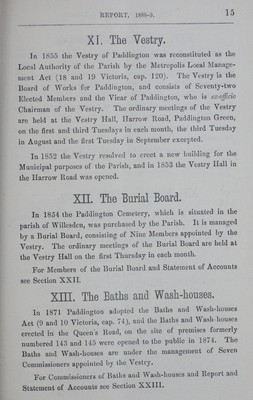 REPORT, 1888-9. 15
XI. The Vestry.
In 1855 the Vestry of Paddington was reconstituted as the
Local Authority of the Parish by the Metropolis Local Manage-
ment Act (18 and 19 Victoria, cap. 120). The Vestry is the
Board of Works for Paddington, and consists of Seventy-two
Elected Members and the Vicar of Paddington, who is ex-officio
Chairman of the Vestry. The ordinary meetings of the Vestry
are held at the Vestry Hall, Harrow Road, Paddington Green,
on the first and third Tuesdays in each month, the third Tuesday
in August and the first Tuesday in September excepted.
In 1852 the Vestry resolved to erect a new building for the
Municipal purposes of the Parish, and in 1853 the Vestry Hall in
the Harrow Road was opened.
XII. The Burial Board.
In 1854 the Paddington Cemetery, which is situated in the
parish of Willesden, was purchased by the Parish. It is managed
by a Burial Board, consisting of Nine Members appointed by the
Vestry. The ordinary meetings of the Burial Board are held at
the Vestry Hall on the first Thursday in each month.
For Members of the Burial Board and Statement of Accounts
see Section XXII.
XIII. The Baths and Wash-houses.
In 1871 Paddington adopted the Baths and Wash-houses
Act (9 and 10 Victoria, cap. 74), and the Baths and Wash-houses
erected in the Queen's Road, on the site of premises formerly
numbered 143 and 145 were opened to the public in 1874. The
Baths and Wash-houses are under the management of Seven
Commissioners appointed by the Vestry.
For Commissioners of Baths and Wash-houses and Report and
Statement of Accounts see Section XXIII.